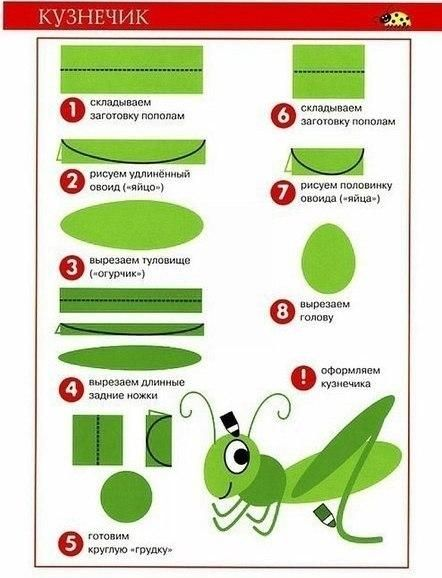 КУЗНЕЧИК
1 складываем
заготовку пополам
2 рисуем удлинённый
овоид («яйцо»)
3 вырезаем туловище
(«огурчик»)
4 вырезаем длинные
задние ножки
5 готовим
круглую «грудку»
6 складываем
заготовку пополам
7 рисуем половинку
овоида («яйца»)
8 вырезаем
голову
! оформляем
кузнечика